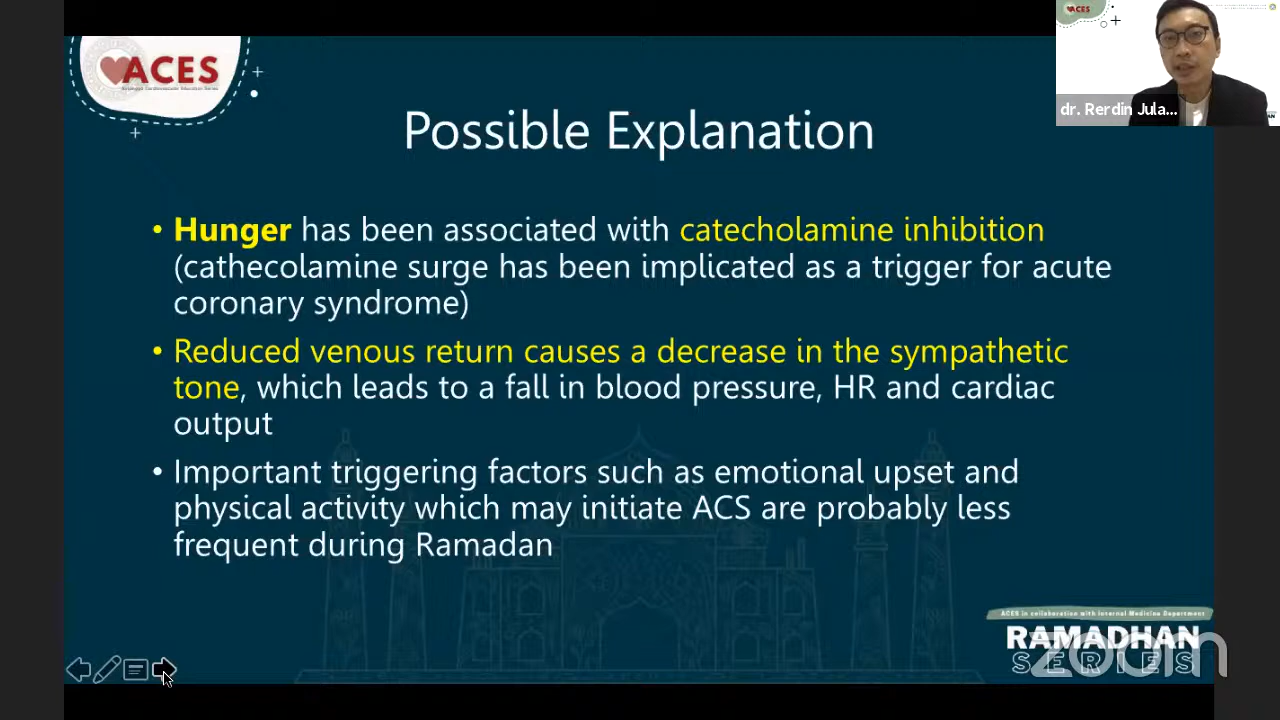 ACES
ACES
dr. Rerdin Jula...
Possible Explanation
• Hunger has been associated with catecholamine inhibition
(cathecolamine surge has been implicated as a trigger for acute
coronary syndrome)
• Reduced venous return causes a decrease in the sympathetic
tone, which leads to a fall in blood pressure, HR and cardiac
output
• Important triggering factors such as emotional upset and
physical activity which may initiate ACS are probably less
frequent during Ramadan
ACES in collaboration with Internal Medicine Department
RAMADHAN
SERIES
zoom